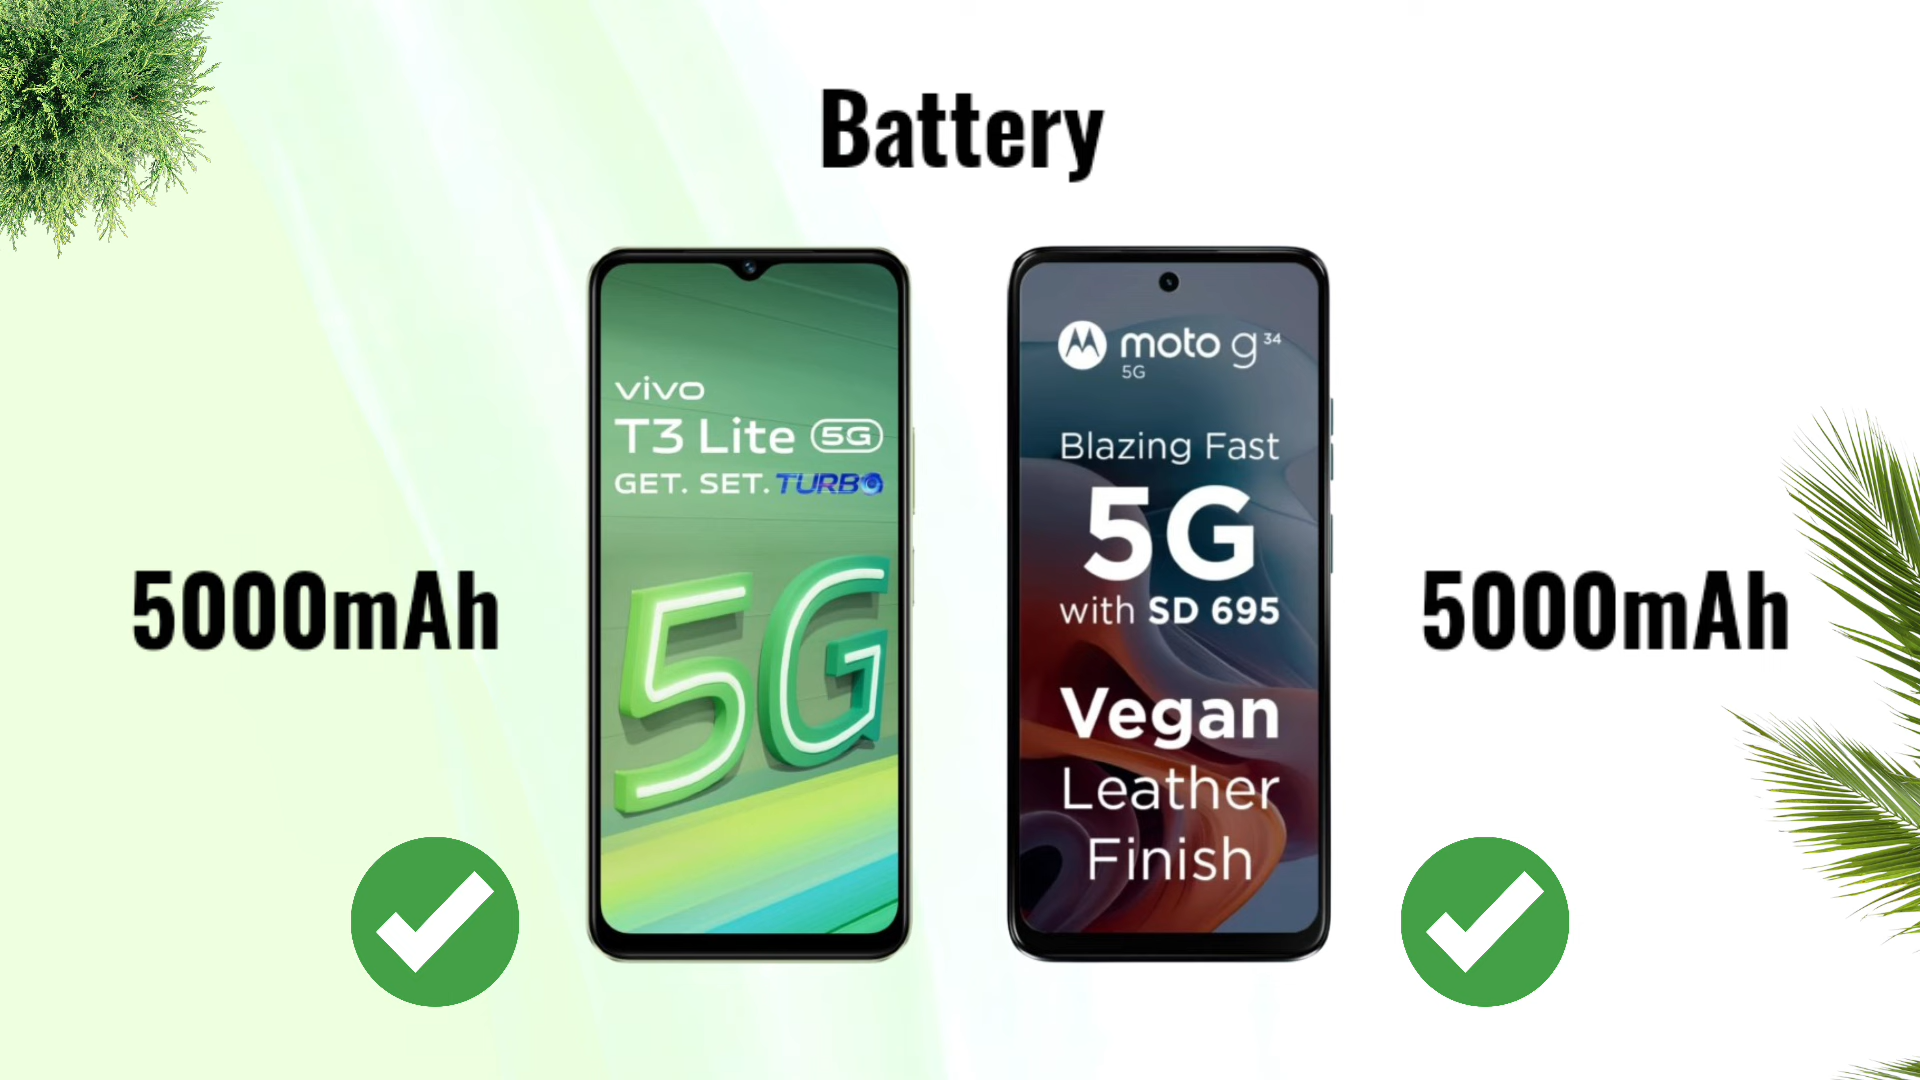 Battery
5000mAh
vivo
T3 Lite 5G
GET. SET. TURBO
5G
moto g 34
5G
Blazing Fast
5G
with SD 695
Vegan
Leather
Finish
5000mAh